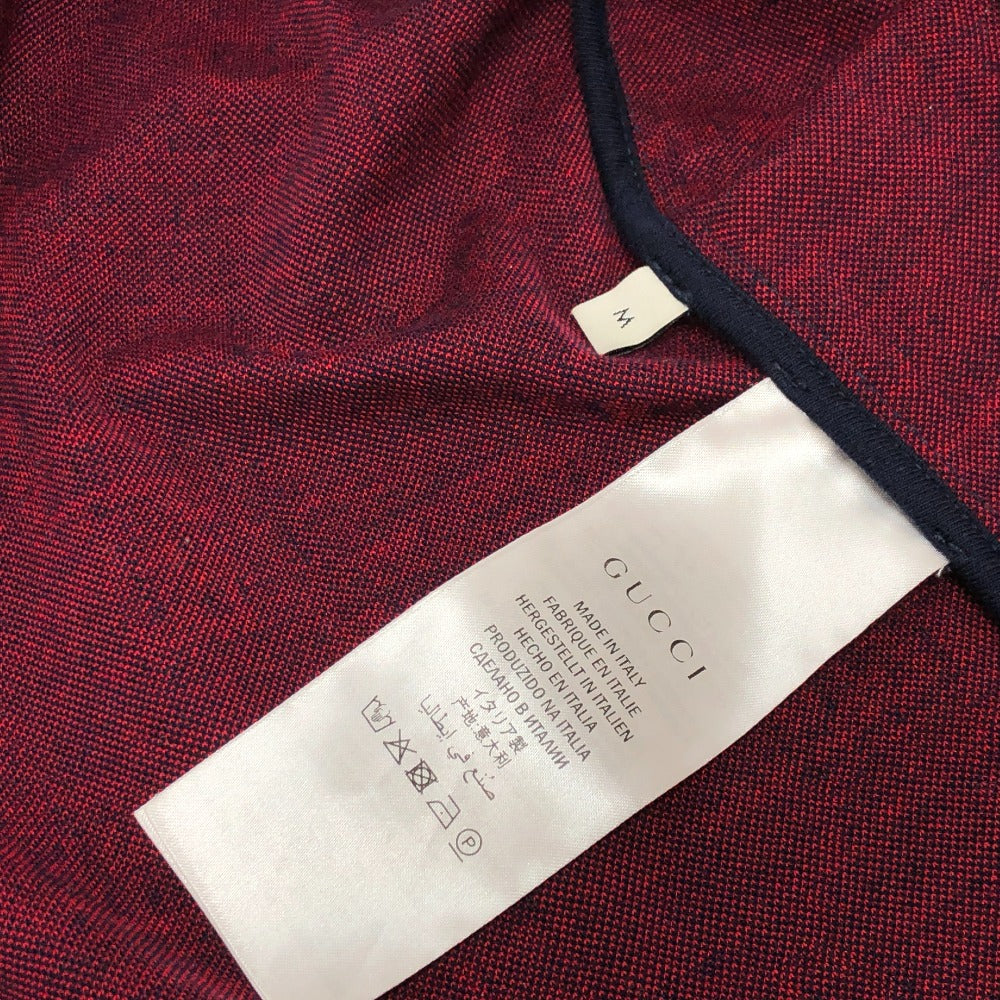 M
GUCCI
MADE IN ITALY
FABRIQUE EN ITALIE
HERGESTELLT IN ITALIEN
HECHO EN ITALIA
PRODUZIDO NA ITALIA
СДЕЛАНО В ИТАЛИИ
イタリア製
产地:意大利
صنع في إيطاليا
P